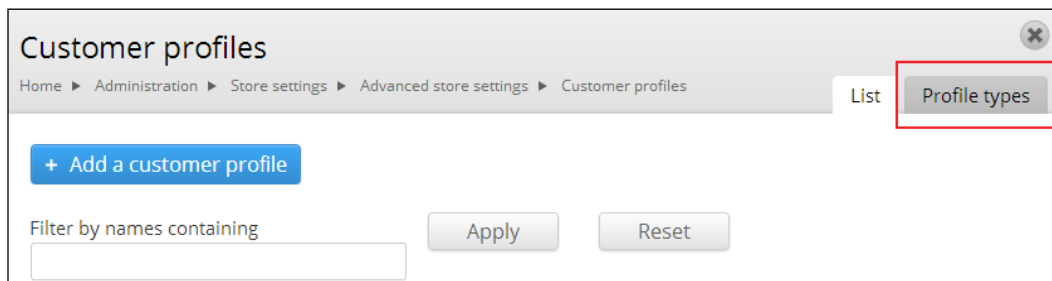 Customer profiles
Home ▶ Administration ▶ Store settings ▶ Advanced store settings ▶ Customer profiles
List Profile types
+ Add a customer profile
Filter by names containing
Apply Reset